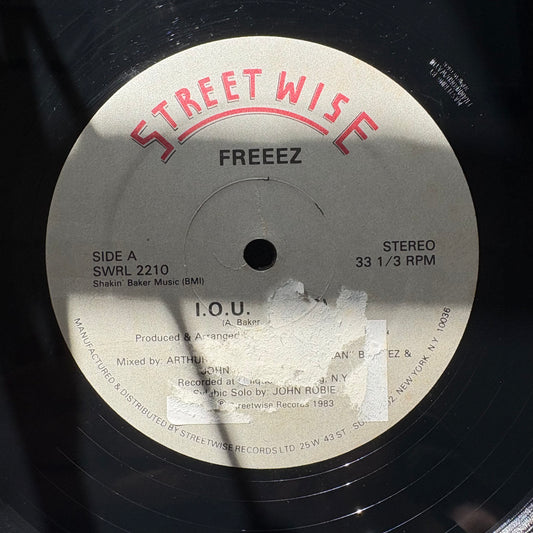 STREETWISE
FREEEZ
SIDE A
SWRL 2210
Shakin' Baker Music (BMI)
STEREO
33 1/3 RPM
I.O.U.
(A. Baker
Produced & Arranged
Mixed by: ARTHUR &
JOHN
Recorded at N.Y
Solo by: JOHN ROBIE
℗ Streetwise Records 1983
MANUFACTURED & DISTRIBUTED BY STREETWISE RECORDS LTD. 25 W. 43 ST., NEW YORK, N.Y. 10036